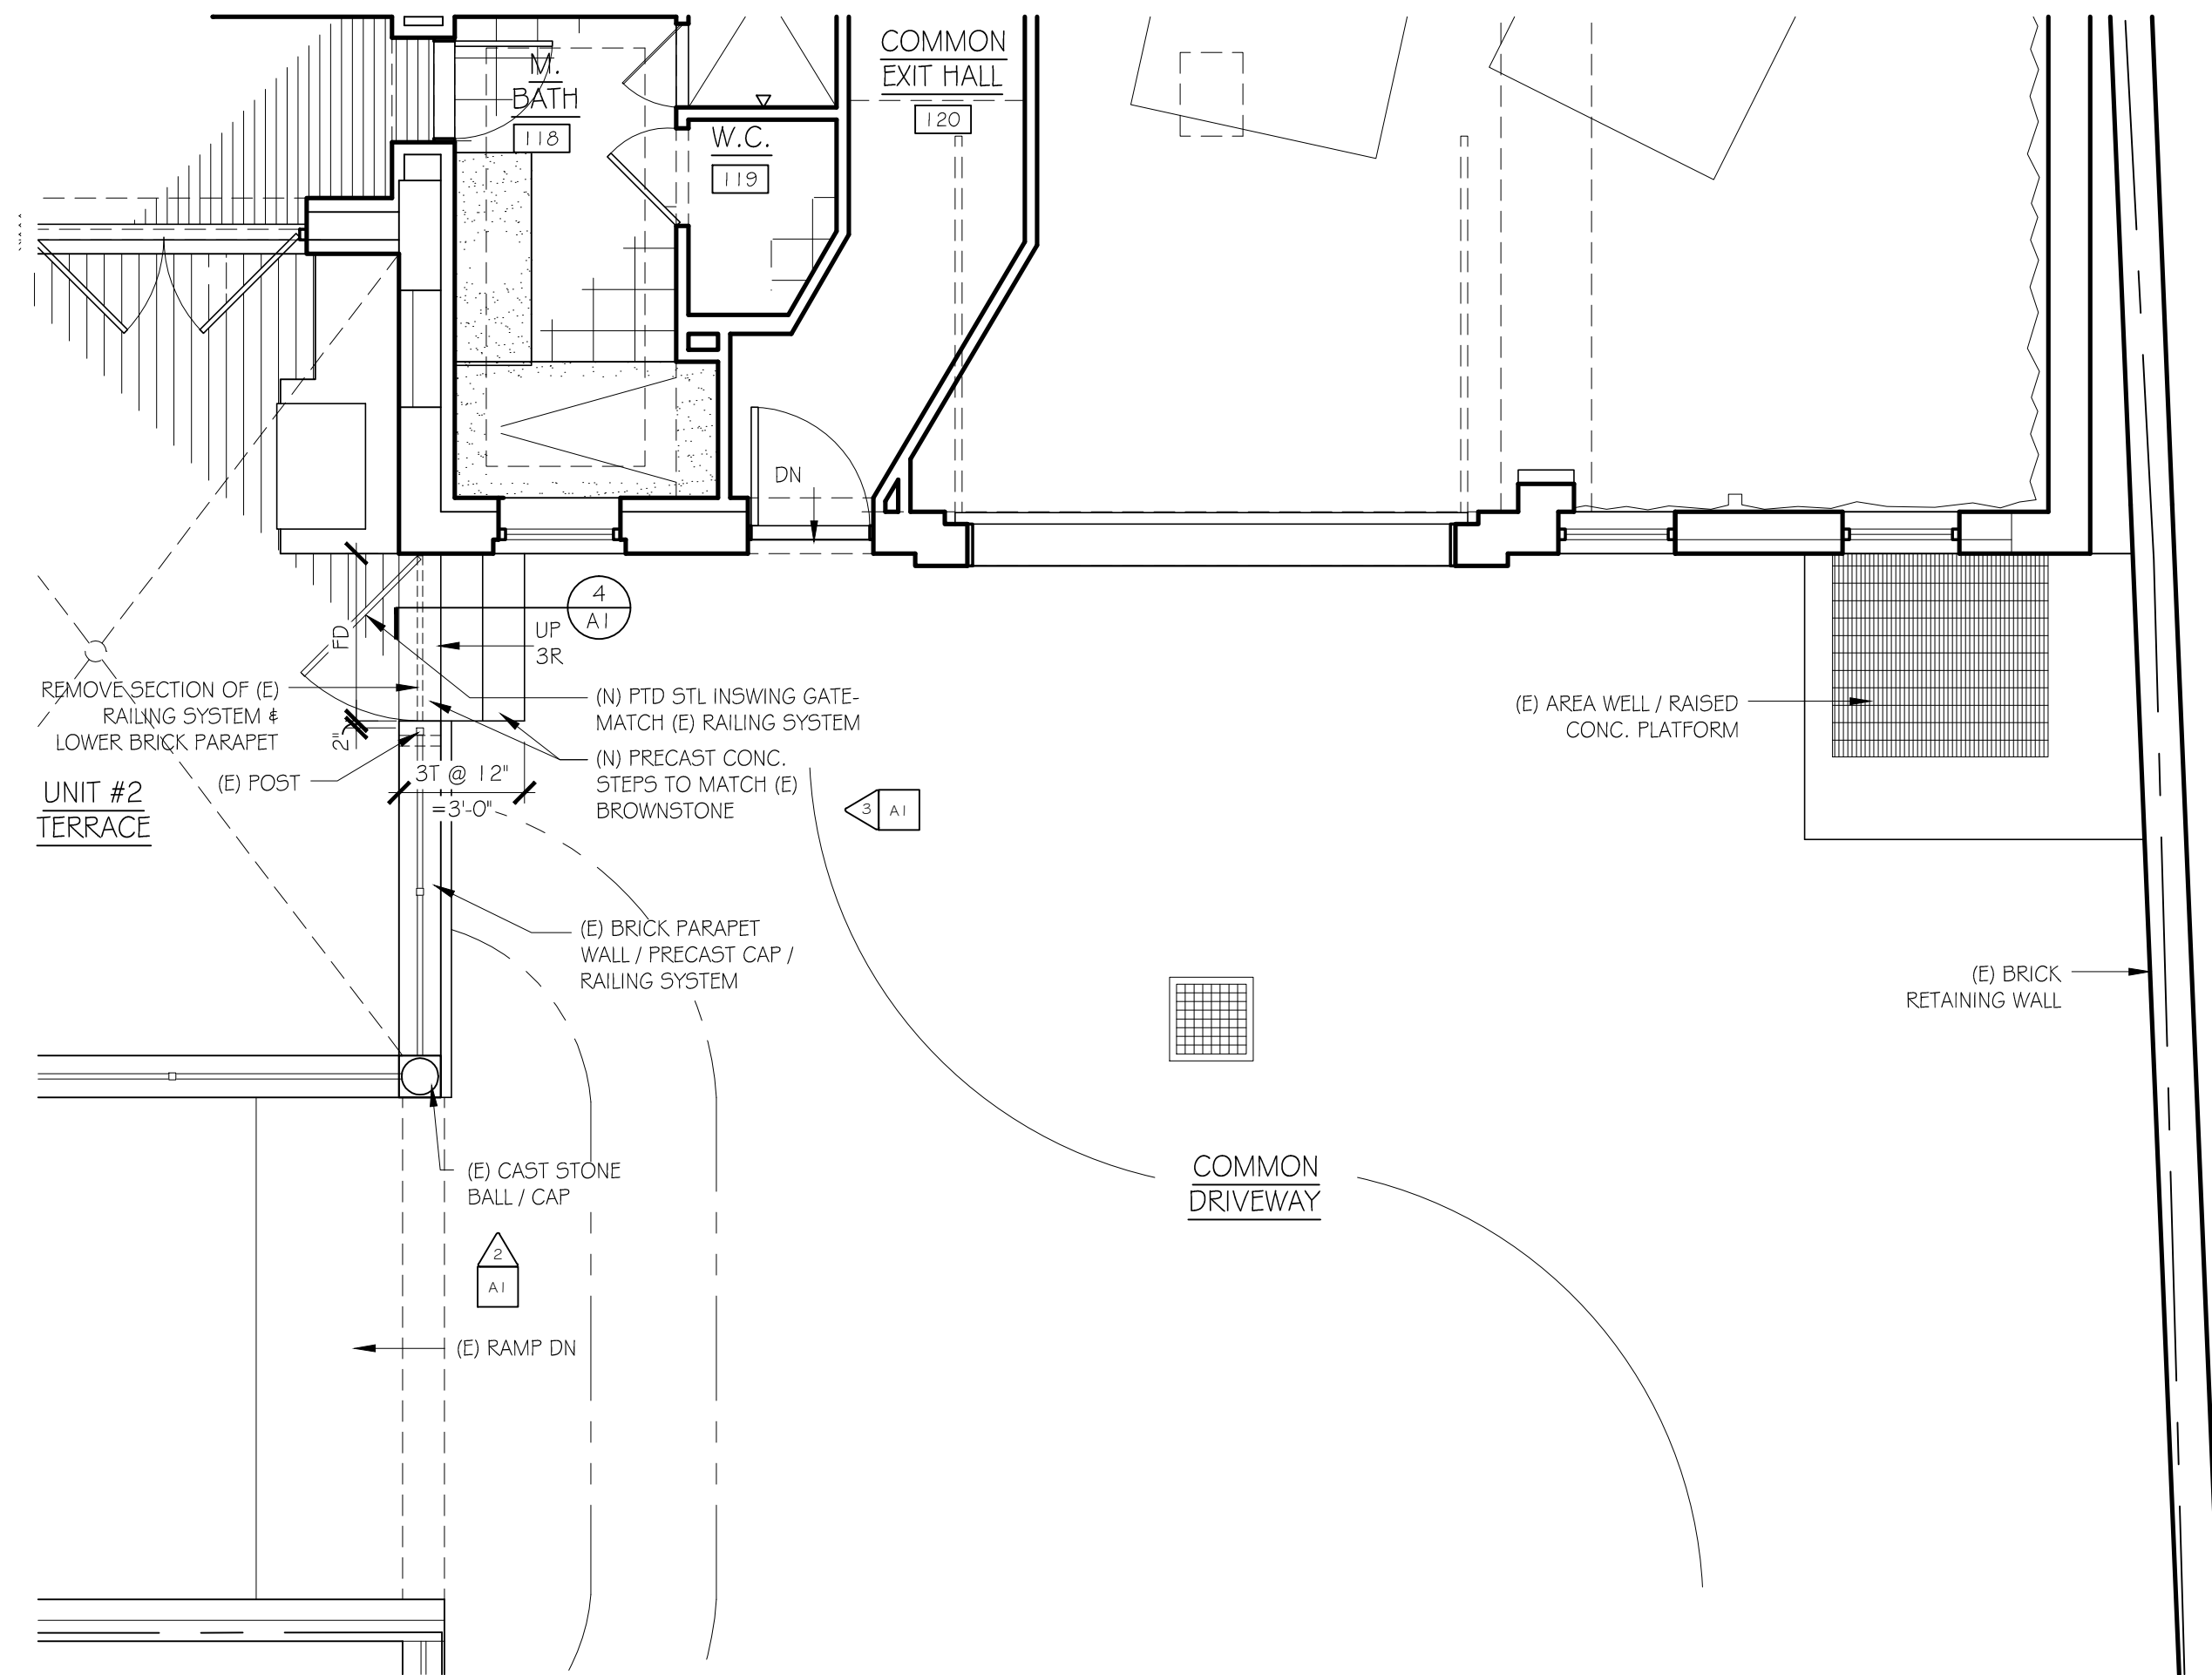 M.
BATH
118
W.C.
119
COMMON
EXIT HALL
120
DN
4
A1
UP
3R
FD
2"
REMOVE SECTION OF (E)
RAILING SYSTEM &
LOWER BRICK PARAPET
(E) POST
UNIT #2
TERRACE
(N) PTD STL INSWING GATE-
MATCH (E) RAILING SYSTEM
(N) PRECAST CONC.
STEPS TO MATCH (E)
BROWNSTONE
3T @ 12"
=3'-0"
3
A1
(E) AREA WELL / RAISED
CONC. PLATFORM
(E) BRICK PARAPET
WALL / PRECAST CAP /
RAILING SYSTEM
(E) BRICK
RETAINING WALL
(E) CAST STONE
BALL / CAP
COMMON
DRIVEWAY
2
A1
(E) RAMP DN